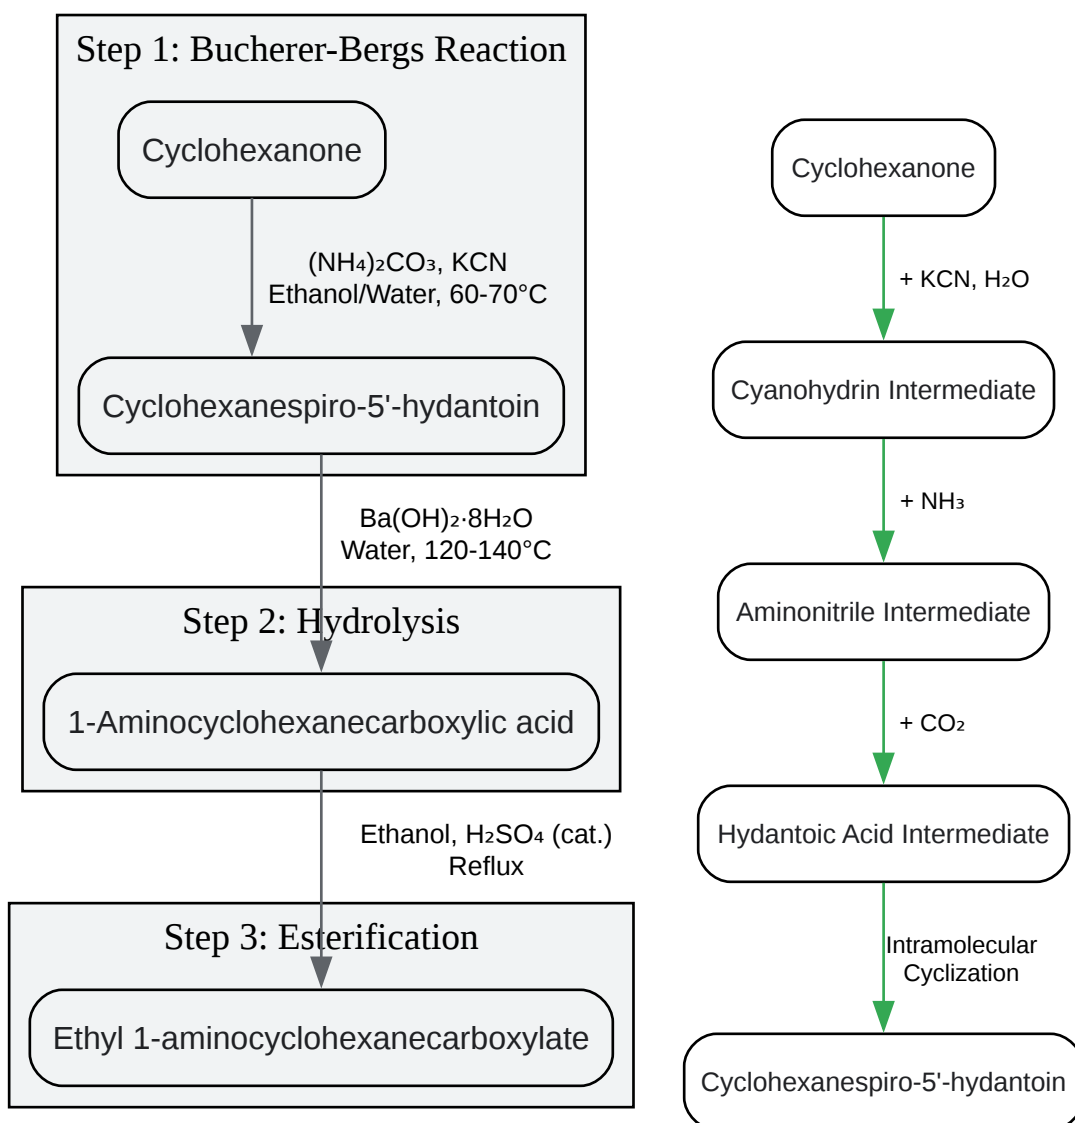 Step 1: Bucherer-Bergs Reaction
Cyclohexanone
(NH₄)₂CO₃, KCN
Ethanol/Water, 60-70°C
Cyclohexanespiro-5'-hydantoin
Ba(OH)₂·8H₂O
Water, 120-140°C
Step 2: Hydrolysis
1-Aminocyclohexanecarboxylic acid
Ethanol, H₂SO₄ (cat.)
Reflux
Step 3: Esterification
Ethyl 1-aminocyclohexanecarboxylate
Cyclohexanone
+ KCN, H₂O
Cyanohydrin Intermediate
+ NH₃
Aminonitrile Intermediate
+ CO₂
Hydantoic Acid Intermediate
Intramolecular
Cyclization
Cyclohexanespiro-5'-hydantoin